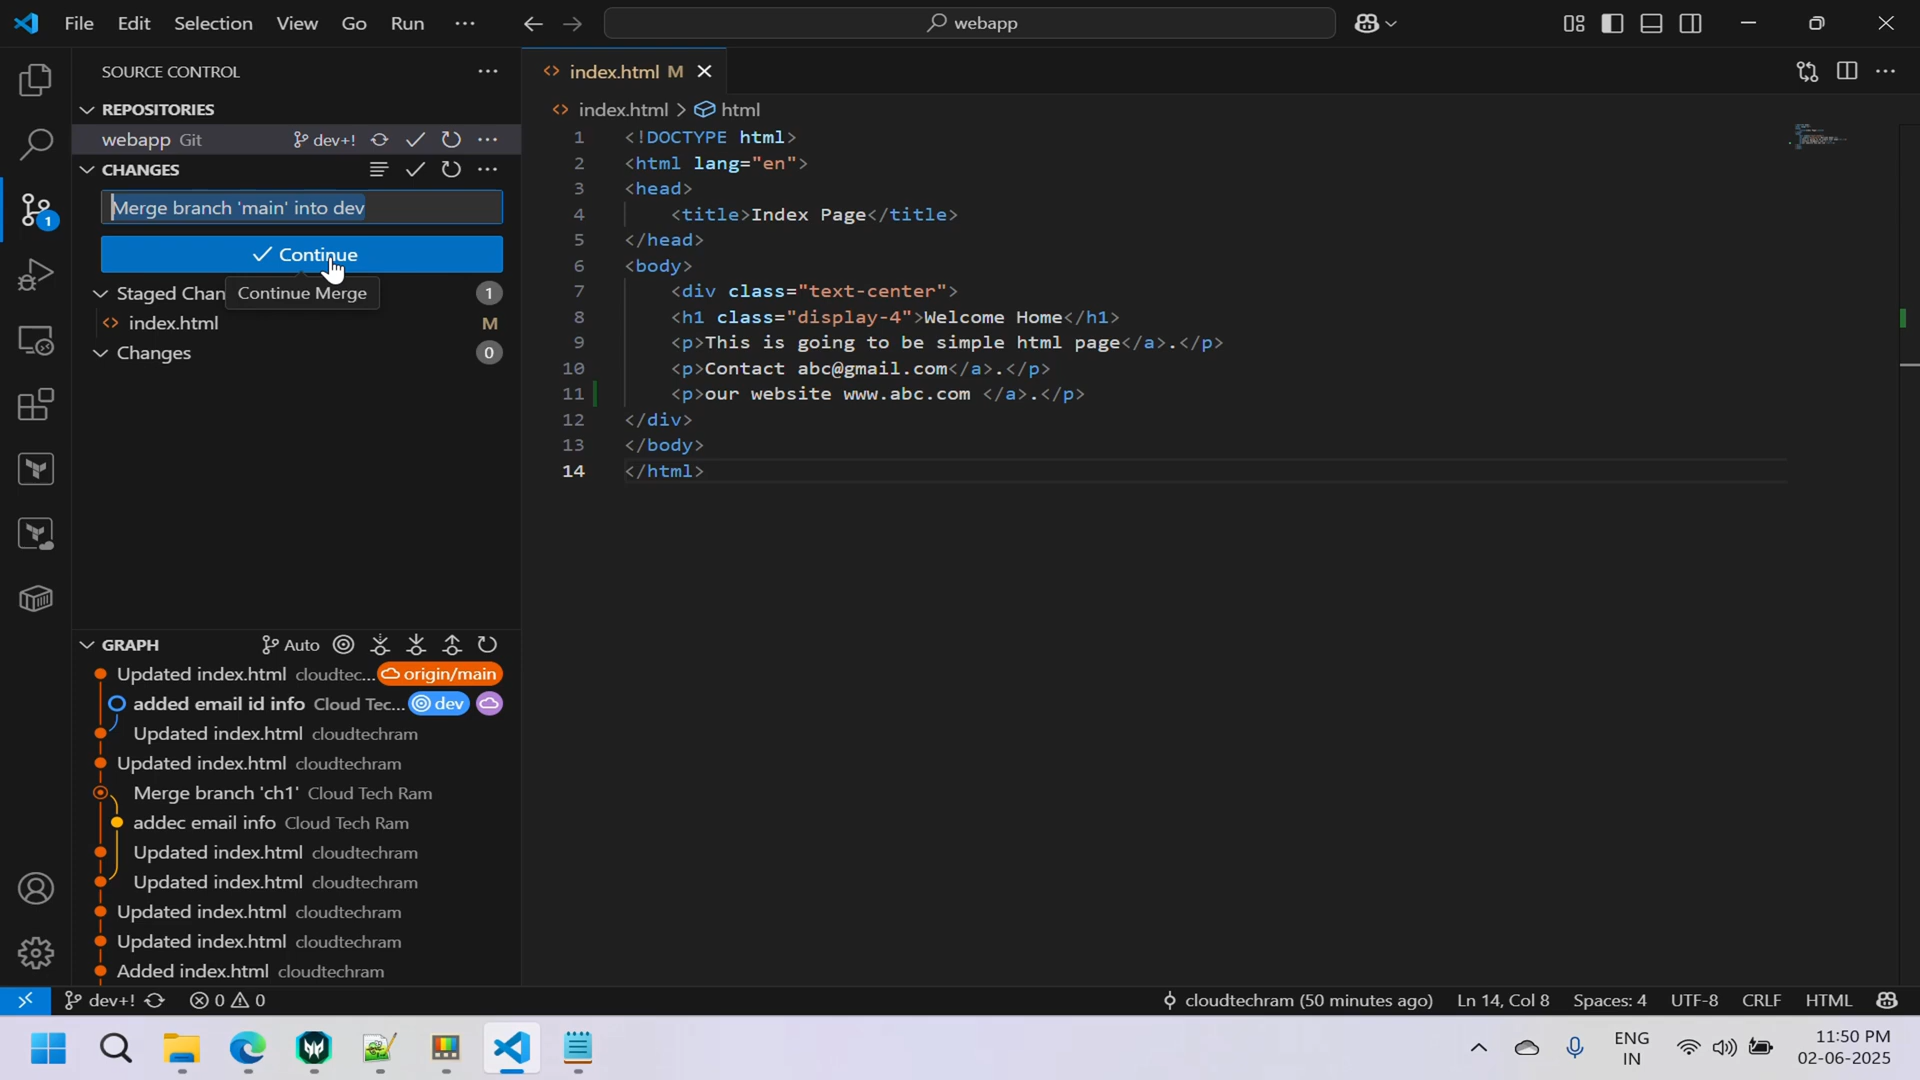 File Edit Selection View Go Run ··· webapp
SOURCE CONTROL
REPOSITORIES
webapp Git dev+!
CHANGES
Merge branch 'main' into dev
Continue
Continue Merge
Staged Chan 1
index.html M
Changes 0
GRAPH Auto
Updated index.html cloudtec... origin/main
added email id info Cloud Tec... dev
Updated index.html cloudtechram
Updated index.html cloudtechram
Merge branch 'ch1' Cloud Tech Ram
addec email info Cloud Tech Ram
Updated index.html cloudtechram
Updated index.html cloudtechram
Updated index.html cloudtechram
Updated index.html cloudtechram
Added index.html cloudtechram
1
index.html M
index.html > html
1 <!DOCTYPE html>
2 <html lang="en">
3 <head>
4 <title>Index Page</title>
5 </head>
6 <body>
7 <div class="text-center">
8 <h1 class="display-4">Welcome Home</h1>
9 <p>This is going to be simple html page</a>.</p>
10 <p>Contact abc@gmail.com</a>.</p>
11 <p>our website www.abc.com </a>.</p>
12 </div>
13 </body>
14 </html>
dev+! 0 0 cloudtechram (50 minutes ago) Ln 14, Col 8 Spaces: 4 UTF-8 CRLF HTML
ENG
IN
11:50 PM
02-06-2025